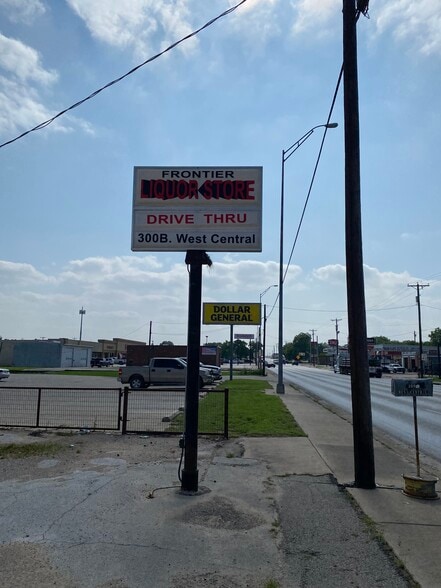 FRONTIER
LIQUOR STORE
DRIVE THRU
300B. West Central
DOLLAR
GENERAL